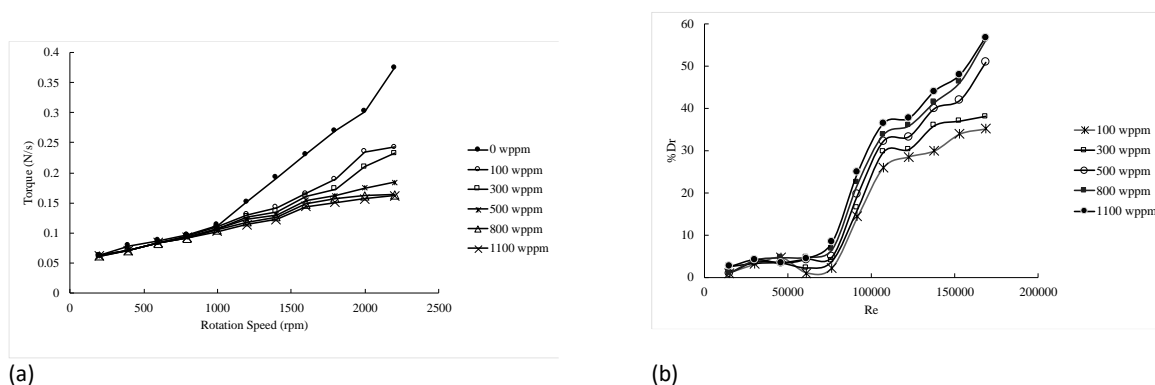 0.4
0.35
0.3
0.25
0.2
0.15
0.1
0.05
0
Torque (N/s)
0 500 1000 1500 2000 2500
Rotation Speed (rpm)
0 wppm
100 wppm
300 wppm
500 wppm
800 wppm
1100 wppm
(a)
60
50
40
30
20
10
0
%Dr
0 50000 100000 150000 200000
Re
100 wppm
300 wppm
500 wppm
800 wppm
1100 wppm
(b)